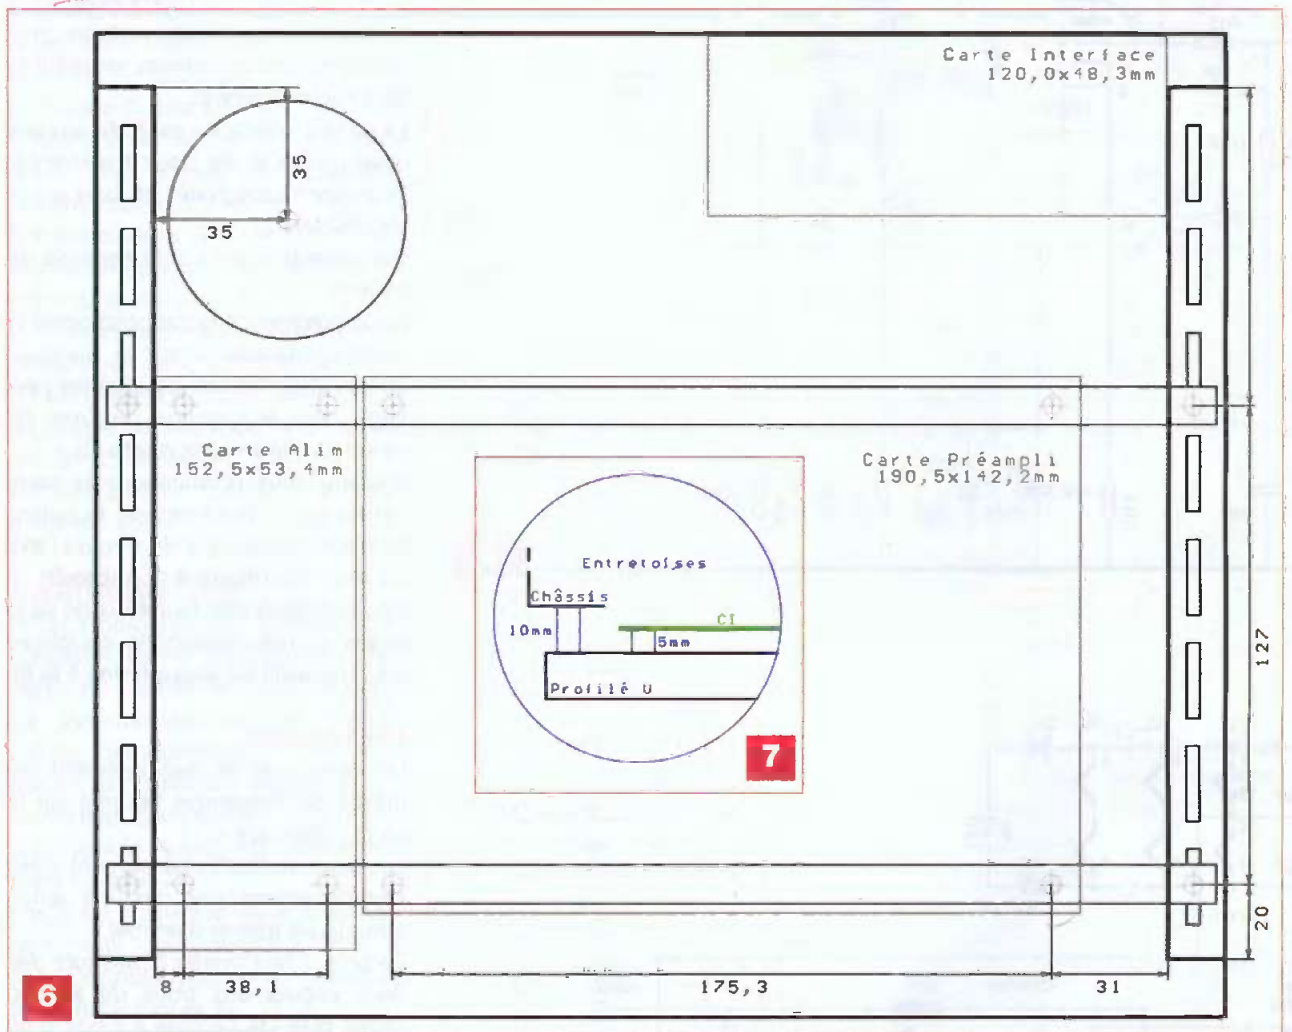 Carte Interface
120,0x48,3mm
35
35
Carte Alim
152,5x53,4mm
Carte Préampli
190,5x142,2mm
Entretoises
Châssis
CI
10mm
5mm
Profilé U
7
127
20
8
38,1
175,3
31
6